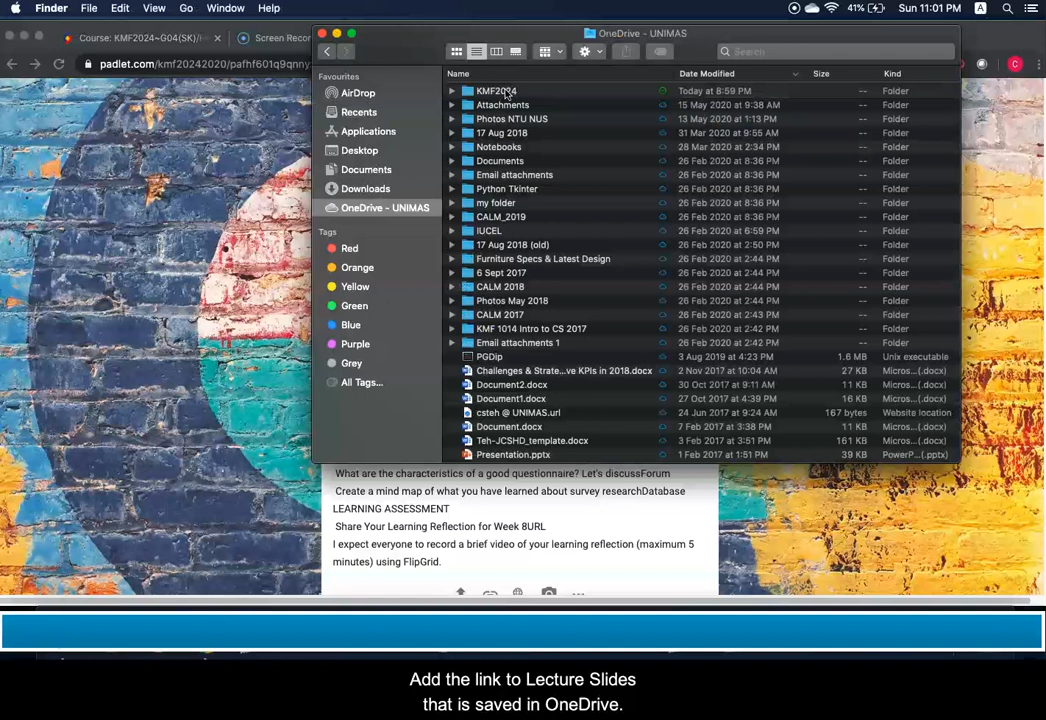 Finder File Edit View Go Window Help 41% Sun 11:01 PM A
Course: KMF2024~G04{SK}/ Screen Recor
padlet.com/kmf20242020/pafhf601q9qnny C
OneDrive - UNIMAS
Search
Favourites
AirDrop
Recents
Applications
Desktop
Documents
Downloads
OneDrive - UNIMAS
Tags
Red
Orange
Yellow
Green
Blue
Purple
Grey
All Tags...
Name Date Modified Size Kind
KMF2024 Today at 8:59 PM -- Folder
Attachments 15 May 2020 at 9:38 AM -- Folder
Photos NTU NUS 13 May 2020 at 1:13 PM -- Folder
17 Aug 2018 31 Mar 2020 at 9:55 AM -- Folder
Notebooks 28 Mar 2020 at 2:34 PM -- Folder
Documents 26 Feb 2020 at 8:36 PM -- Folder
Email attachments 26 Feb 2020 at 8:36 PM -- Folder
Python Tkinter 26 Feb 2020 at 8:36 PM -- Folder
my folder 26 Feb 2020 at 8:36 PM -- Folder
CALM_2019 26 Feb 2020 at 8:36 PM -- Folder
IUCEL 26 Feb 2020 at 6:59 PM -- Folder
17 Aug 2018 (old) 26 Feb 2020 at 2:50 PM -- Folder
Furniture Specs & Latest Design 26 Feb 2020 at 2:44 PM -- Folder
6 Sept 2017 26 Feb 2020 at 2:44 PM -- Folder
CALM 2018 26 Feb 2020 at 2:44 PM -- Folder
Photos May 2018 26 Feb 2020 at 2:44 PM -- Folder
CALM 2017 26 Feb 2020 at 2:43 PM -- Folder
KMF 1014 Intro to CS 2017 26 Feb 2020 at 2:42 PM -- Folder
Email attachments 1 26 Feb 2020 at 2:42 PM -- Folder
PGDip 3 Aug 2019 at 4:23 PM 1.6 MB Unix executable
Challenges & Strate...ve KPIs in 2018.docx 2 Nov 2017 at 10:04 AM 27 KB Micros...(.docx)
Document2.docx 30 Oct 2017 at 9:11 AM 11 KB Micros...(.docx)
Document1.docx 27 Oct 2017 at 4:39 PM 16 KB Micros...(.docx)
csteh @ UNIMAS.url 24 Jun 2017 at 9:24 AM 167 bytes Website location
Document.docx 7 Feb 2017 at 3:38 PM 11 KB Micros...(.docx)
Teh-JCSHD_template.docx 3 Feb 2017 at 3:51 PM 161 KB Micros...(.docx)
Presentation.pptx 1 Feb 2017 at 1:51 PM 39 KB PowerP...(.pptx)
What are the characteristics of a good questionnaire? Let's discussForum
Create a mind map of what you have learned about survey researchDatabase
LEARNING ASSESSMENT
Share Your Learning Reflection for Week 8URL
I expect everyone to record a brief video of your learning reflection (maximum 5
minutes) using FlipGrid.
Add the link to Lecture Slides
that is saved in OneDrive.